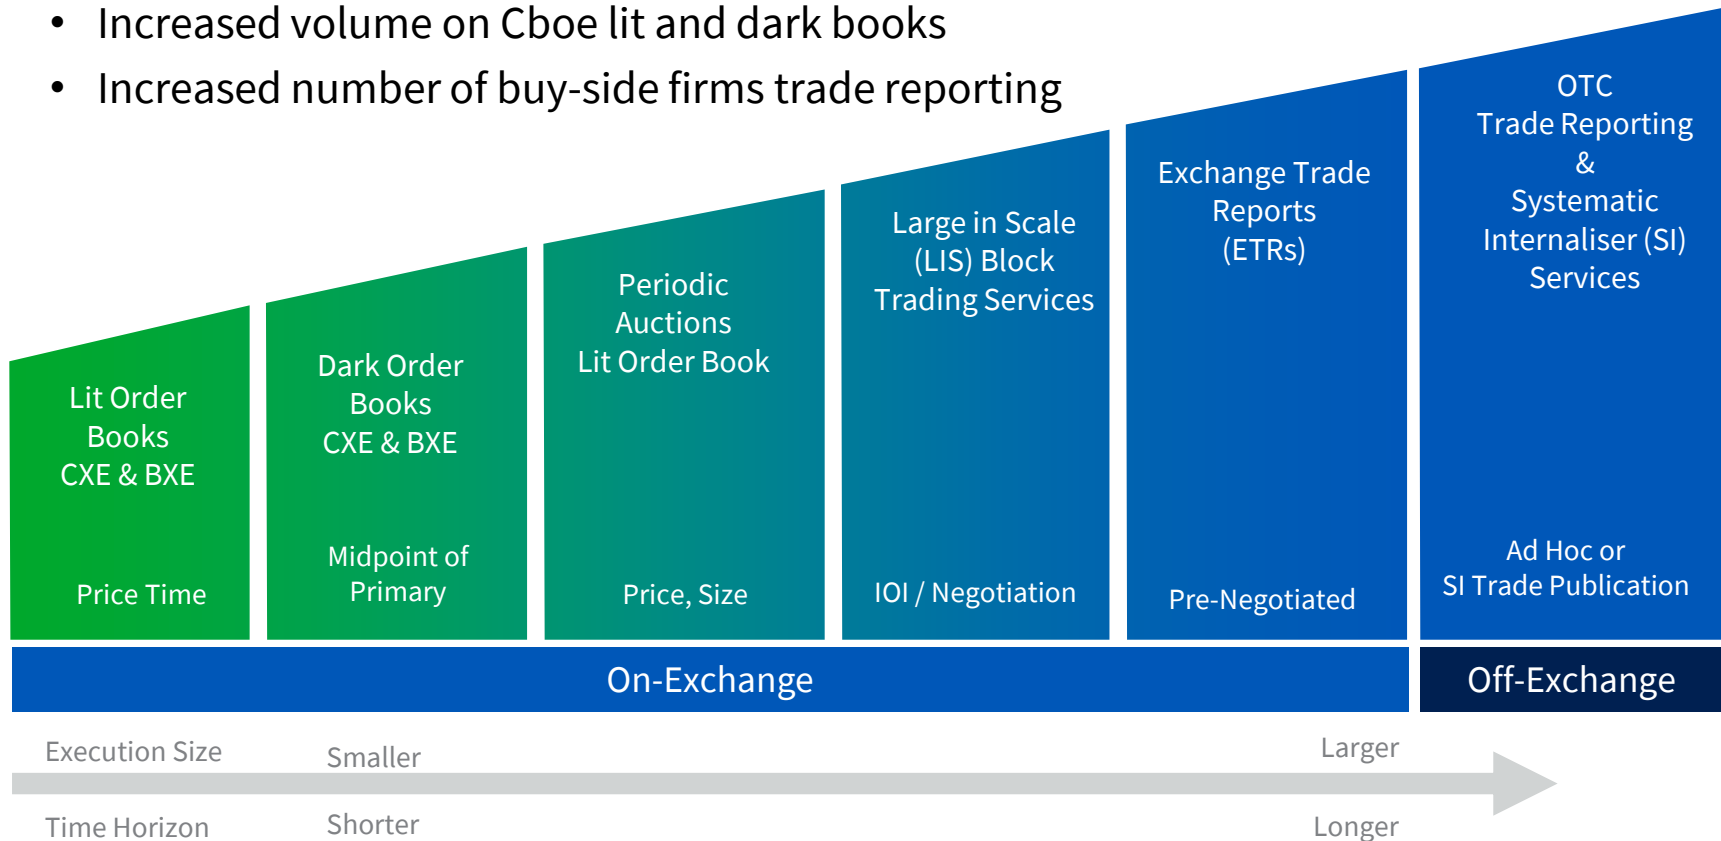 • Increased volume on Cboe lit and dark books
• Increased number of buy-side firms trade reporting
Lit Order
Books
CXE & BXE
Price Time
Dark Order
Books
CXE & BXE
Midpoint of
Primary
Periodic
Auctions
Lit Order Book
Price, Size
Large in Scale
(LIS) Block
Trading Services
IOI / Negotiation
Exchange Trade
Reports
(ETRs)
Pre-Negotiated
OTC
Trade Reporting
&
Systematic
Internaliser (SI)
Services
Ad Hoc or
SI Trade Publication
On-Exchange
Off-Exchange
Execution Size
Smaller
Larger
Time Horizon
Shorter
Longer